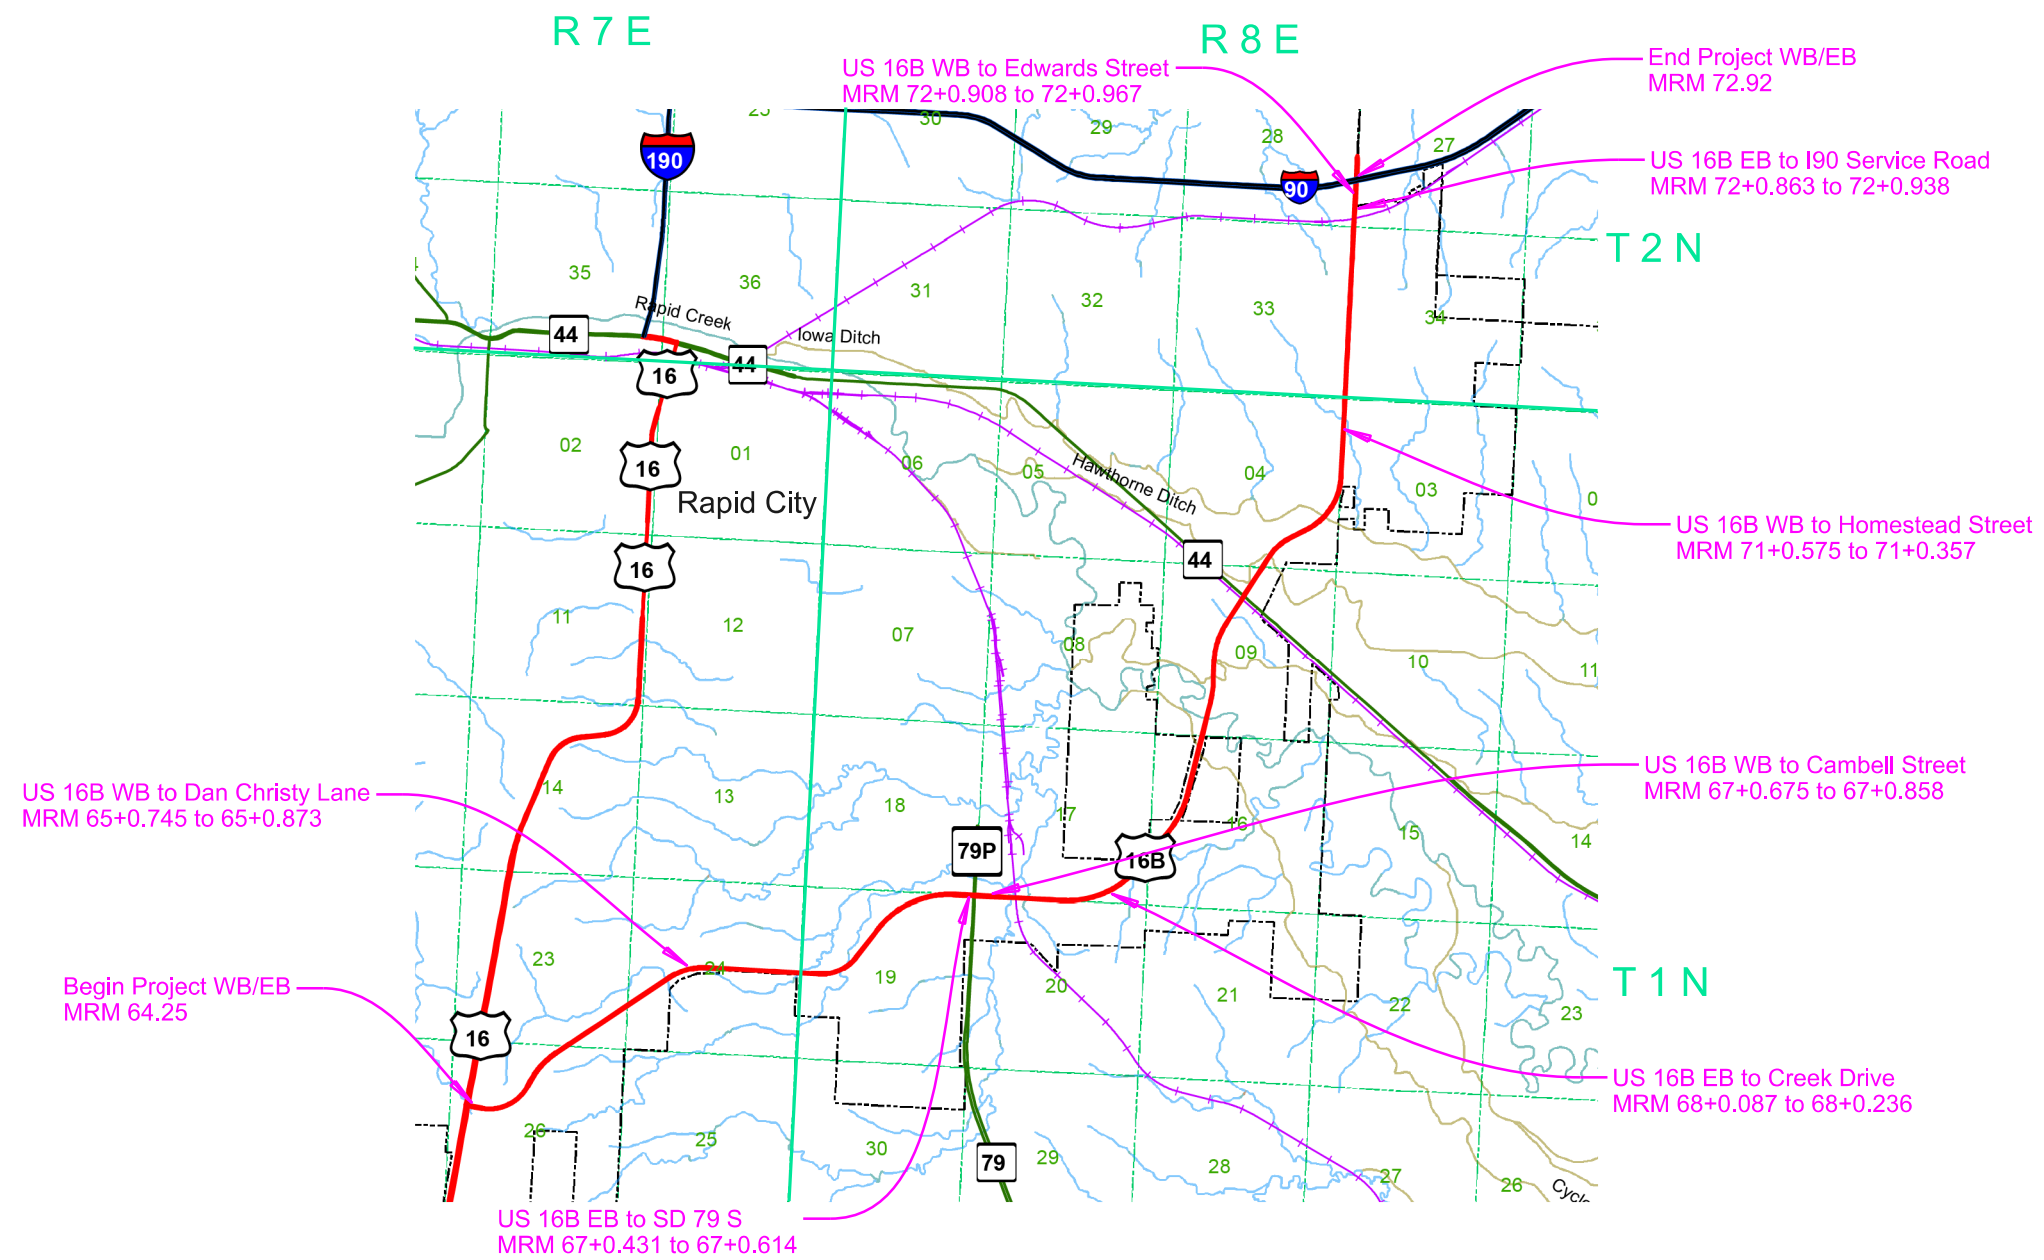 R 7 E
R 8 E
US 16B WB to Edwards Street
MRM 72+0.908 to 72+0.967
End Project WB/EB
MRM 72.92
25
30
29
28
27
190
90
US 16B EB to I90 Service Road
MRM 72+0.863 to 72+0.938
T 2 N
35
36
31
32
33
34
Rapid Creek
Iowa Ditch
44
44
16
02
01
06
05
04
03
16
Rapid City
Hawthorne Ditch
US 16B WB to Homestead Street
MRM 71+0.575 to 71+0.357
16
44
11
12
07
08
09
10
11
US 16B WB to Cambell Street
MRM 67+0.675 to 67+0.858
US 16B WB to Dan Christy Lane
MRM 65+0.745 to 65+0.873
14
13
18
17
16
15
14
79P
16B
23
24
19
20
21
22
23
T 1 N
Begin Project WB/EB
MRM 64.25
16
US 16B EB to Creek Drive
MRM 68+0.087 to 68+0.236
26
25
30
79
29
28
27
26
US 16B EB to SD 79 S
MRM 67+0.431 to 67+0.614